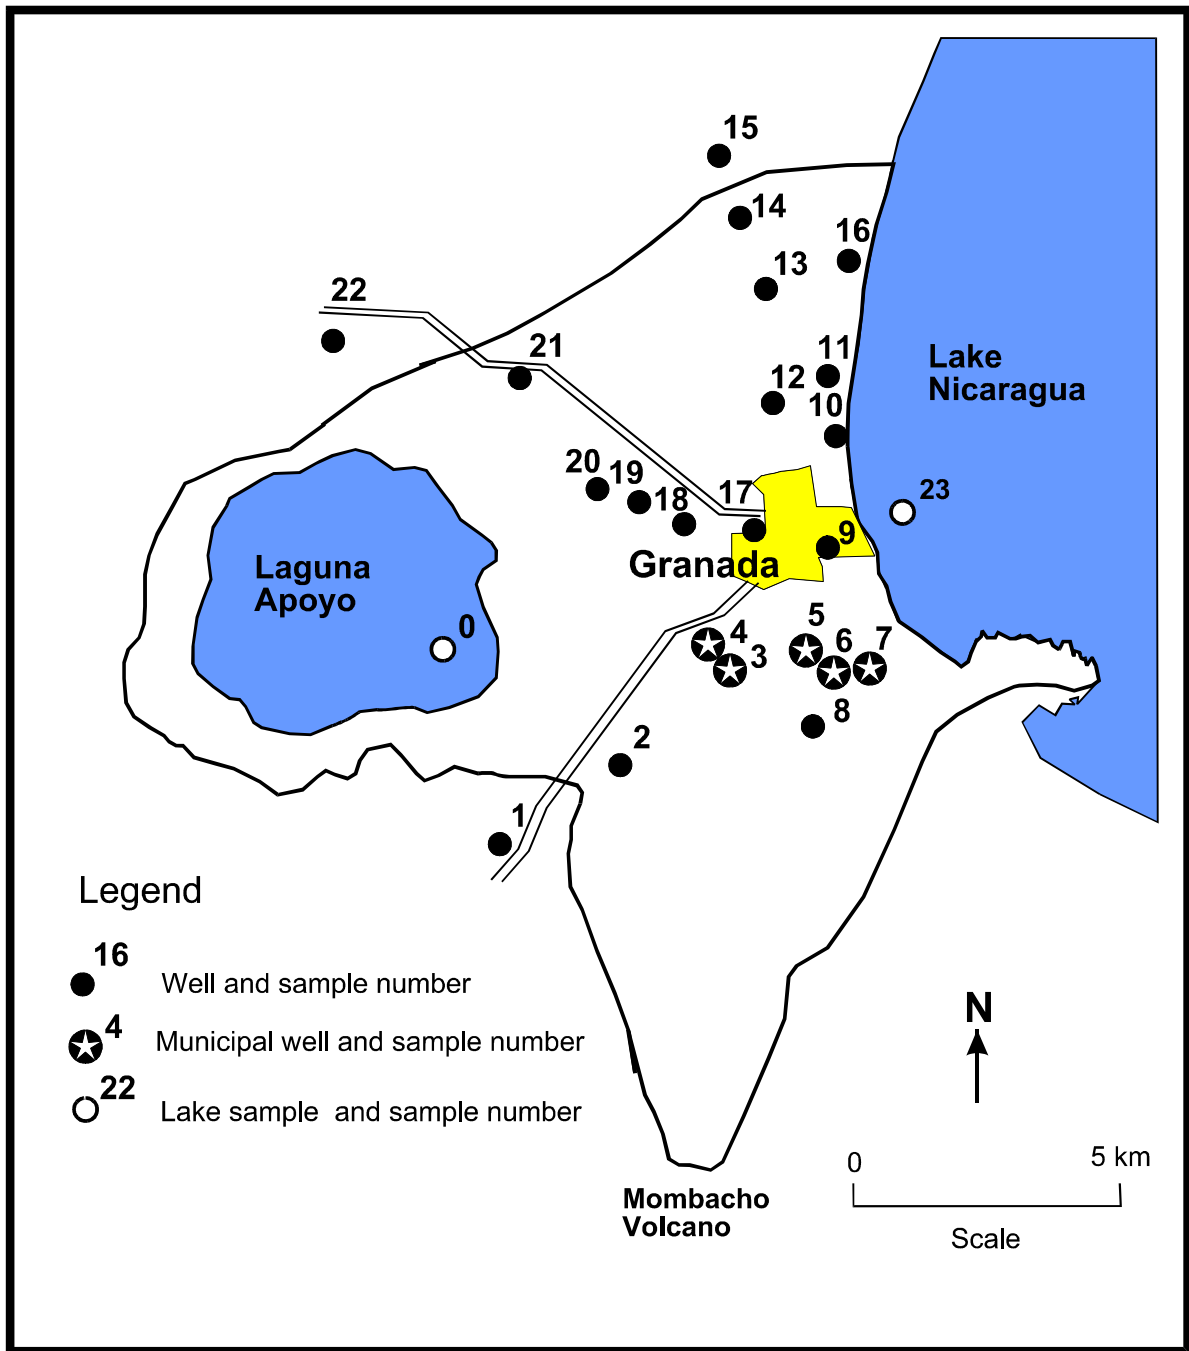 15
14
16
13
22
21
11
Lake
Nicaragua
12
10
20
19
18
17
23
9
Granada
Laguna
Apoyo
0
5
4
6
7
3
8
2
1
Legend
16
Well and sample number
4
Municipal well and sample number
22
Lake sample and sample number
N
0
5 km
Scale
Mombacho
Volcano